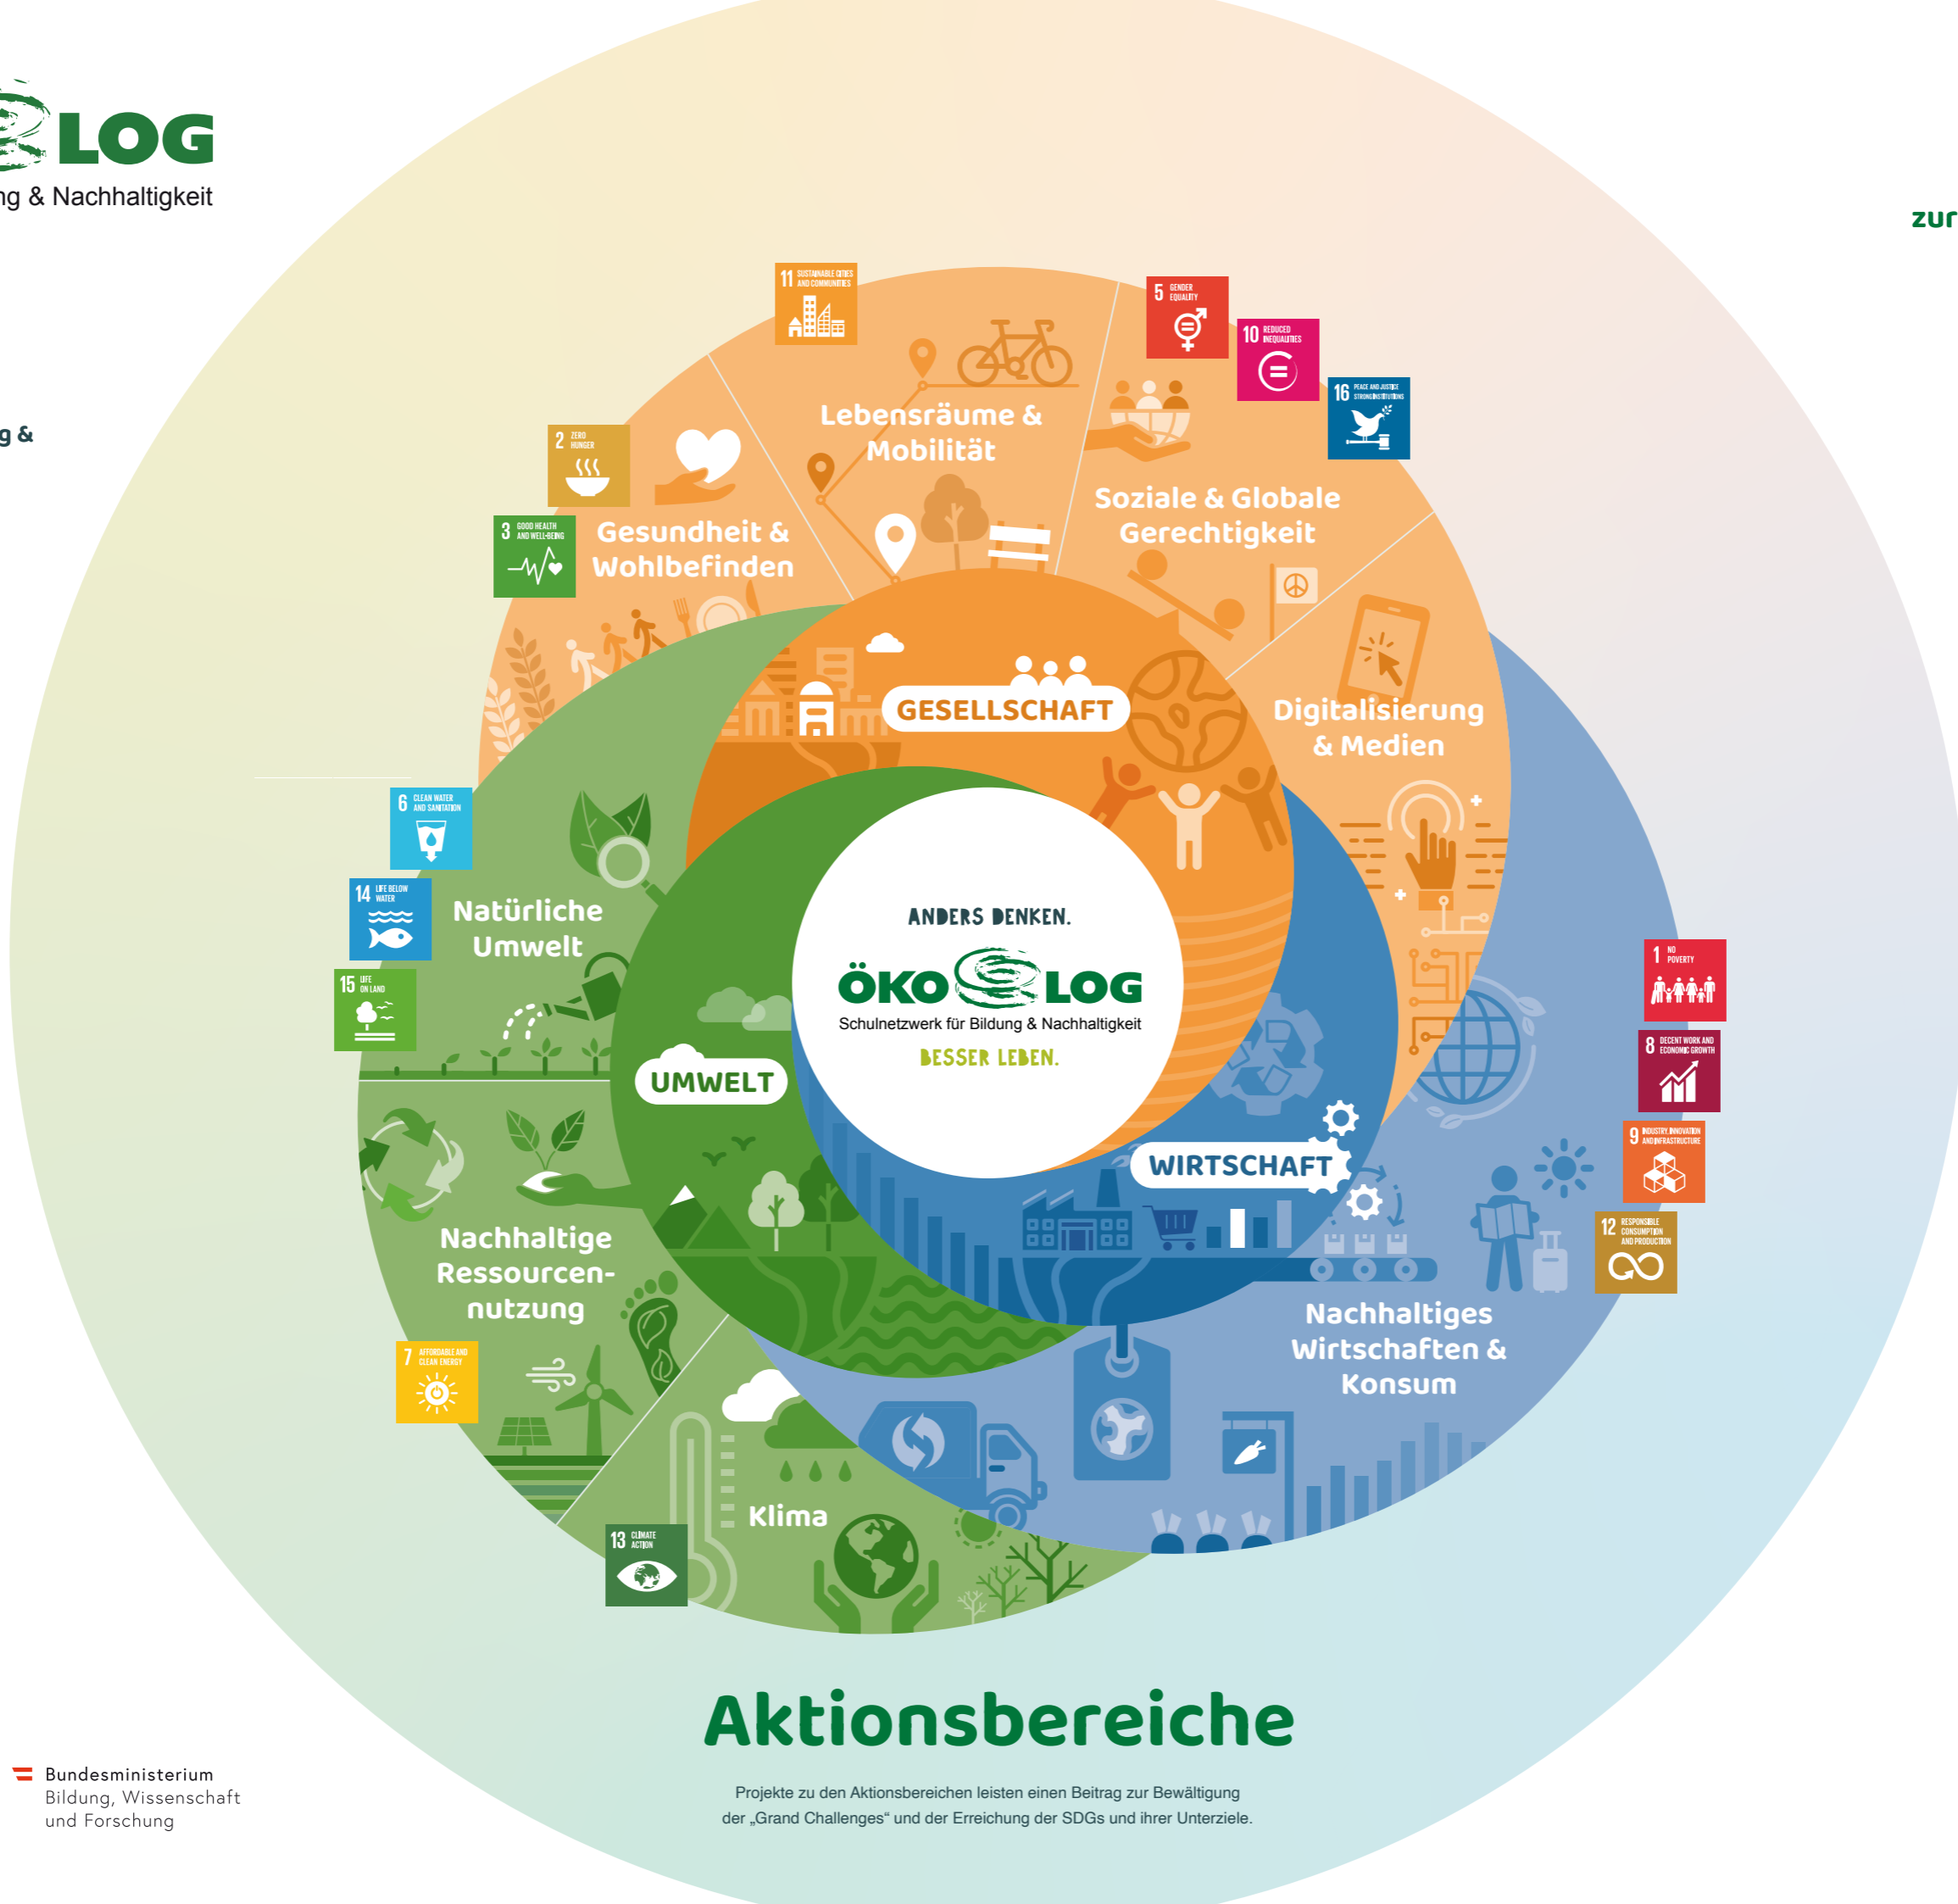 LOG
ng & Nachhaltigkeit
zur
g &
11 SUSTAINABLE CITIES
AND COMMUNITIES
5 GENDER
EQUALITY
10 REDUCED
INEQUALITIES
16 PEACE AND JUSTICE
STRONG INSTITUTIONS
2 ZERO
HUNGER
3 GOOD HEALTH
AND WELL-BEING
Lebensräume &
Mobilität
Soziale & Globale
Gerechtigkeit
Gesundheit &
Wohlbefinden
GESELLSCHAFT
Digitalisierung
& Medien
6 CLEAN WATER
AND SANITATION
14 LIFE BELOW
WATER
15 LIFE
ON LAND
Natürliche
Umwelt
ANDERS DENKEN.
ÖKO LOG
Schulnetzwerk für Bildung & Nachhaltigkeit
BESSER LEBEN.
UMWELT
WIRTSCHAFT
1 NO
POVERTY
8 DECENT WORK AND
ECONOMIC GROWTH
9 INDUSTRY, INNOVATION
AND INFRASTRUCTURE
12 RESPONSIBLE
CONSUMPTION
AND PRODUCTION
Nachhaltige
Ressourcen-
nutzung
Nachhaltiges
Wirtschaften &
Konsum
7 AFFORDABLE AND
CLEAN ENERGY
Klima
13 CLIMATE
ACTION
Aktionsbereiche
Projekte zu den Aktionsbereichen leisten einen Beitrag zur Bewältigung
der „Grand Challenges“ und der Erreichung der SDGs und ihrer Unterziele.
Bundesministerium
Bildung, Wissenschaft
und Forschung